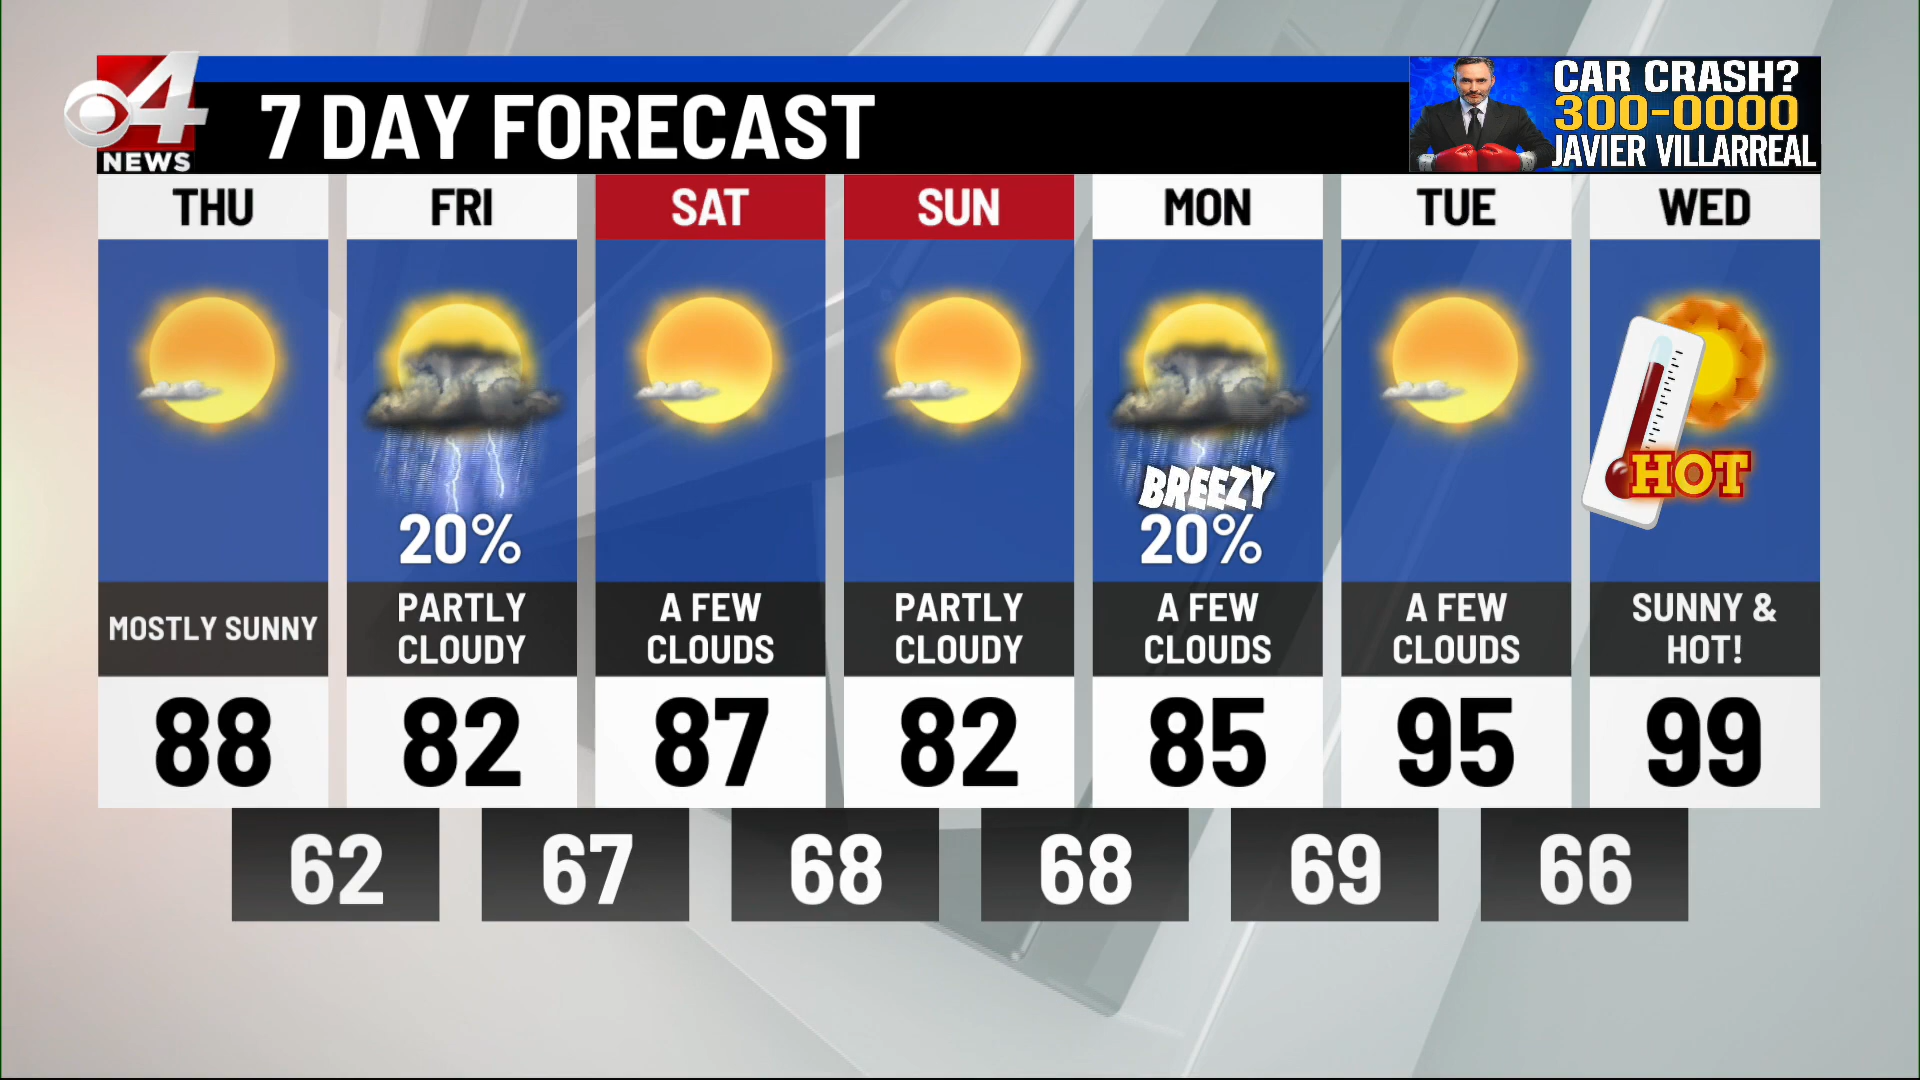 4
NEWS
7 DAY FORECAST
CAR CRASH?
300-0000
JAVIER VILLARREAL
THU
FRI
SAT
SUN
MON
TUE
WED
HOT
BREEZY
20%
20%
MOSTLY SUNNY
PARTLY
CLOUDY
A FEW
CLOUDS
PARTLY
CLOUDY
A FEW
CLOUDS
A FEW
CLOUDS
SUNNY &
HOT!
88
82
87
82
85
95
99
62
67
68
68
69
66